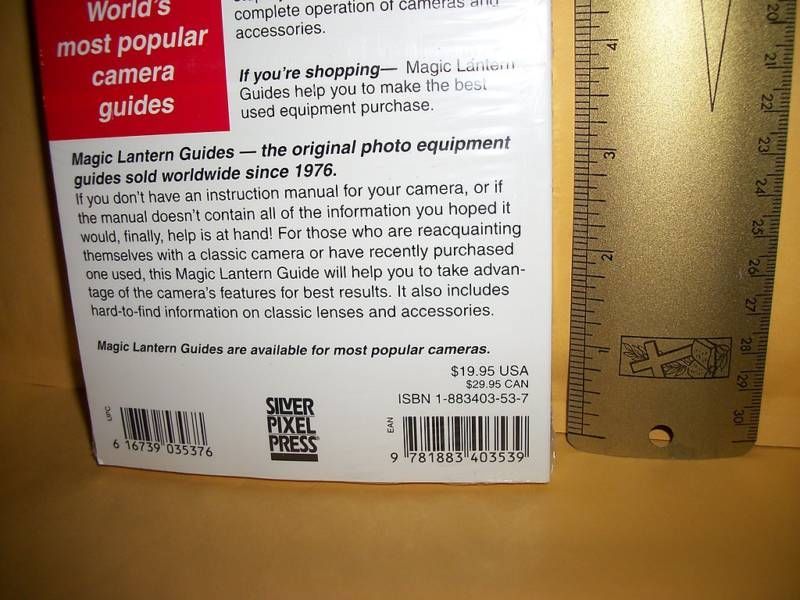 World's
most popular
camera
guides
complete operation of cameras and
accessories.
If you're shopping— Magic Lantern
Guides help you to make the best
used equipment purchase.
Magic Lantern Guides — the original photo equipment
guides sold worldwide since 1976.
If you don't have an instruction manual for your camera, or if
the manual doesn't contain all of the information you hoped it
would, finally, help is at hand! For those who are reacquainting
themselves with a classic camera or have recently purchased
one used, this Magic Lantern Guide will help you to take advan-
tage of the camera's features for best results. It also includes
hard-to-find information on classic lenses and accessories.
Magic Lantern Guides are available for most popular cameras.
$19.95 USA
$29.95 CAN
ISBN 1-883403-53-7
UPC
6 16739 035376
SILVER
PIXEL
PRESS®
EAN
9 781883 403539
4
3
2
1
20
21
22
23
24
25
26
27
28
29
30